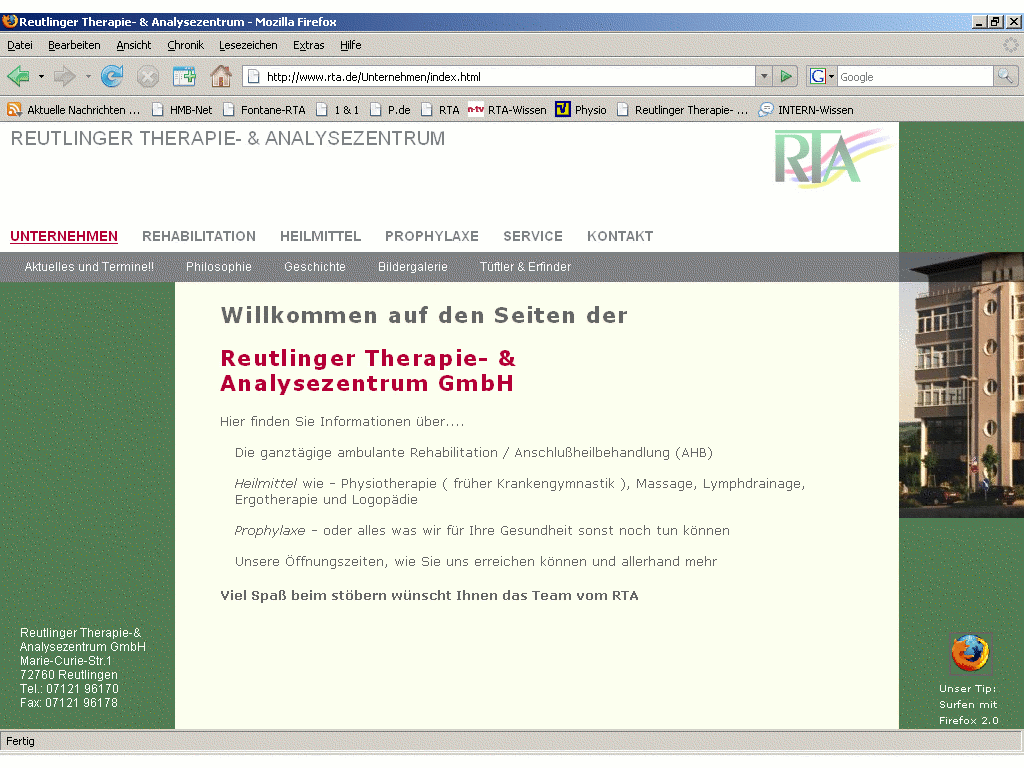 Reutlinger Therapie- & Analysezentrum - Mozilla Firefox
Datei Bearbeiten Ansicht Chronik Lesezeichen Extras Hilfe
http://www.rta.de/Unternehmen/index.html
G Google
Aktuelle Nachrichten ... HMB-Net Fontane-RTA 1 & 1 P.de RTA n-tv RTA-Wissen Physio Reutlinger Therapie- ... INTERN-Wissen
REUTLINGER THERAPIE- & ANALYSEZENTRUM
RTA
UNTERNEHMEN REHABILITATION HEILMITTEL PROPHYLAXE SERVICE KONTAKT
Aktuelles und Termine!! Philosophie Geschichte Bildergalerie Tüftler & Erfinder
Willkommen auf den Seiten der
Reutlinger Therapie- &
Analysezentrum GmbH
Hier finden Sie Informationen über....
Die ganztägige ambulante Rehabilitation / Anschlußheilbehandlung (AHB)
Heilmittel wie – Physiotherapie ( früher Krankengymnastik ), Massage, Lymphdrainage,
Ergotherapie und Logopädie
Prophylaxe – oder alles was wir für Ihre Gesundheit sonst noch tun können
Unsere Öffnungszeiten, wie Sie uns erreichen können und allerhand mehr
Viel Spaß beim stöbern wünscht Ihnen das Team vom RTA
Reutlinger Therapie-&
Analysezentrum GmbH
Marie-Curie-Str.1
72760 Reutlingen
Tel.: 07121 96170
Fax: 07121 96178
Unser Tip:
Surfen mit
Firefox 2.0
Fertig